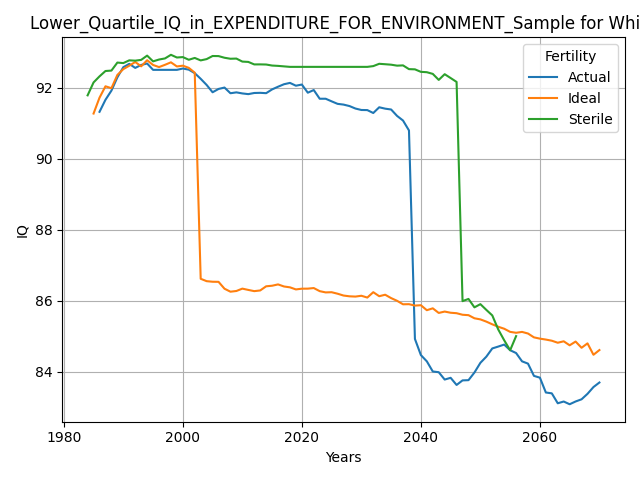 Lower_Quartile_IQ_in_EXPENDITURE_FOR_ENVIRONMENT_Sample for Whi
Fertility
Actual
Ideal
Sterile
IQ
92
90
88
86
84
1980
2000
2020
2040
2060
Years